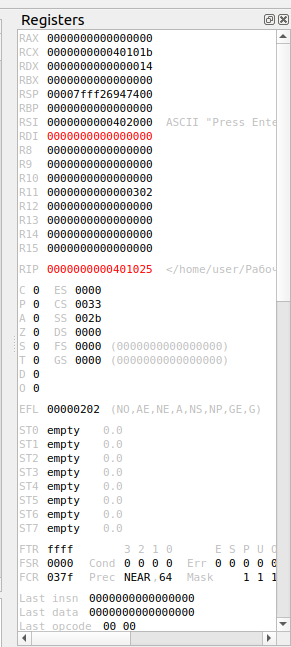 Registers
RAX 0000000000000000
RCX 000000000040101b
RDX 0000000000000014
RBX 0000000000000000
RSP 00007fff26947400
RBP 0000000000000000
RSI 0000000000402000 ASCII "Press Ente
RDI 0000000000000000
R8 0000000000000000
R9 0000000000000000
R10 0000000000000000
R11 0000000000000302
R12 0000000000000000
R13 0000000000000000
R14 0000000000000000
R15 0000000000000000
RIP 0000000000401025 </home/user/Рабоч
C 0 ES 0000
P 0 CS 0033
A 0 SS 002b
Z 0 DS 0000
S 0 FS 0000 (0000000000000000)
T 0 GS 0000 (0000000000000000)
D 0
O 0
EFL 00000202 (NO,AE,NE,A,NS,NP,GE,G)
ST0 empty 0.0
ST1 empty 0.0
ST2 empty 0.0
ST3 empty 0.0
ST4 empty 0.0
ST5 empty 0.0
ST6 empty 0.0
ST7 empty 0.0
FTR ffff 3 2 1 0 E S P U O
FSR 0000 Cond 0 0 0 0 Err 0 0 0 0 0
FCR 037f Prec NEAR,64 Mask 1 1 1
Last insn 0000000000000000
Last data 0000000000000000
Last opcode 00 00